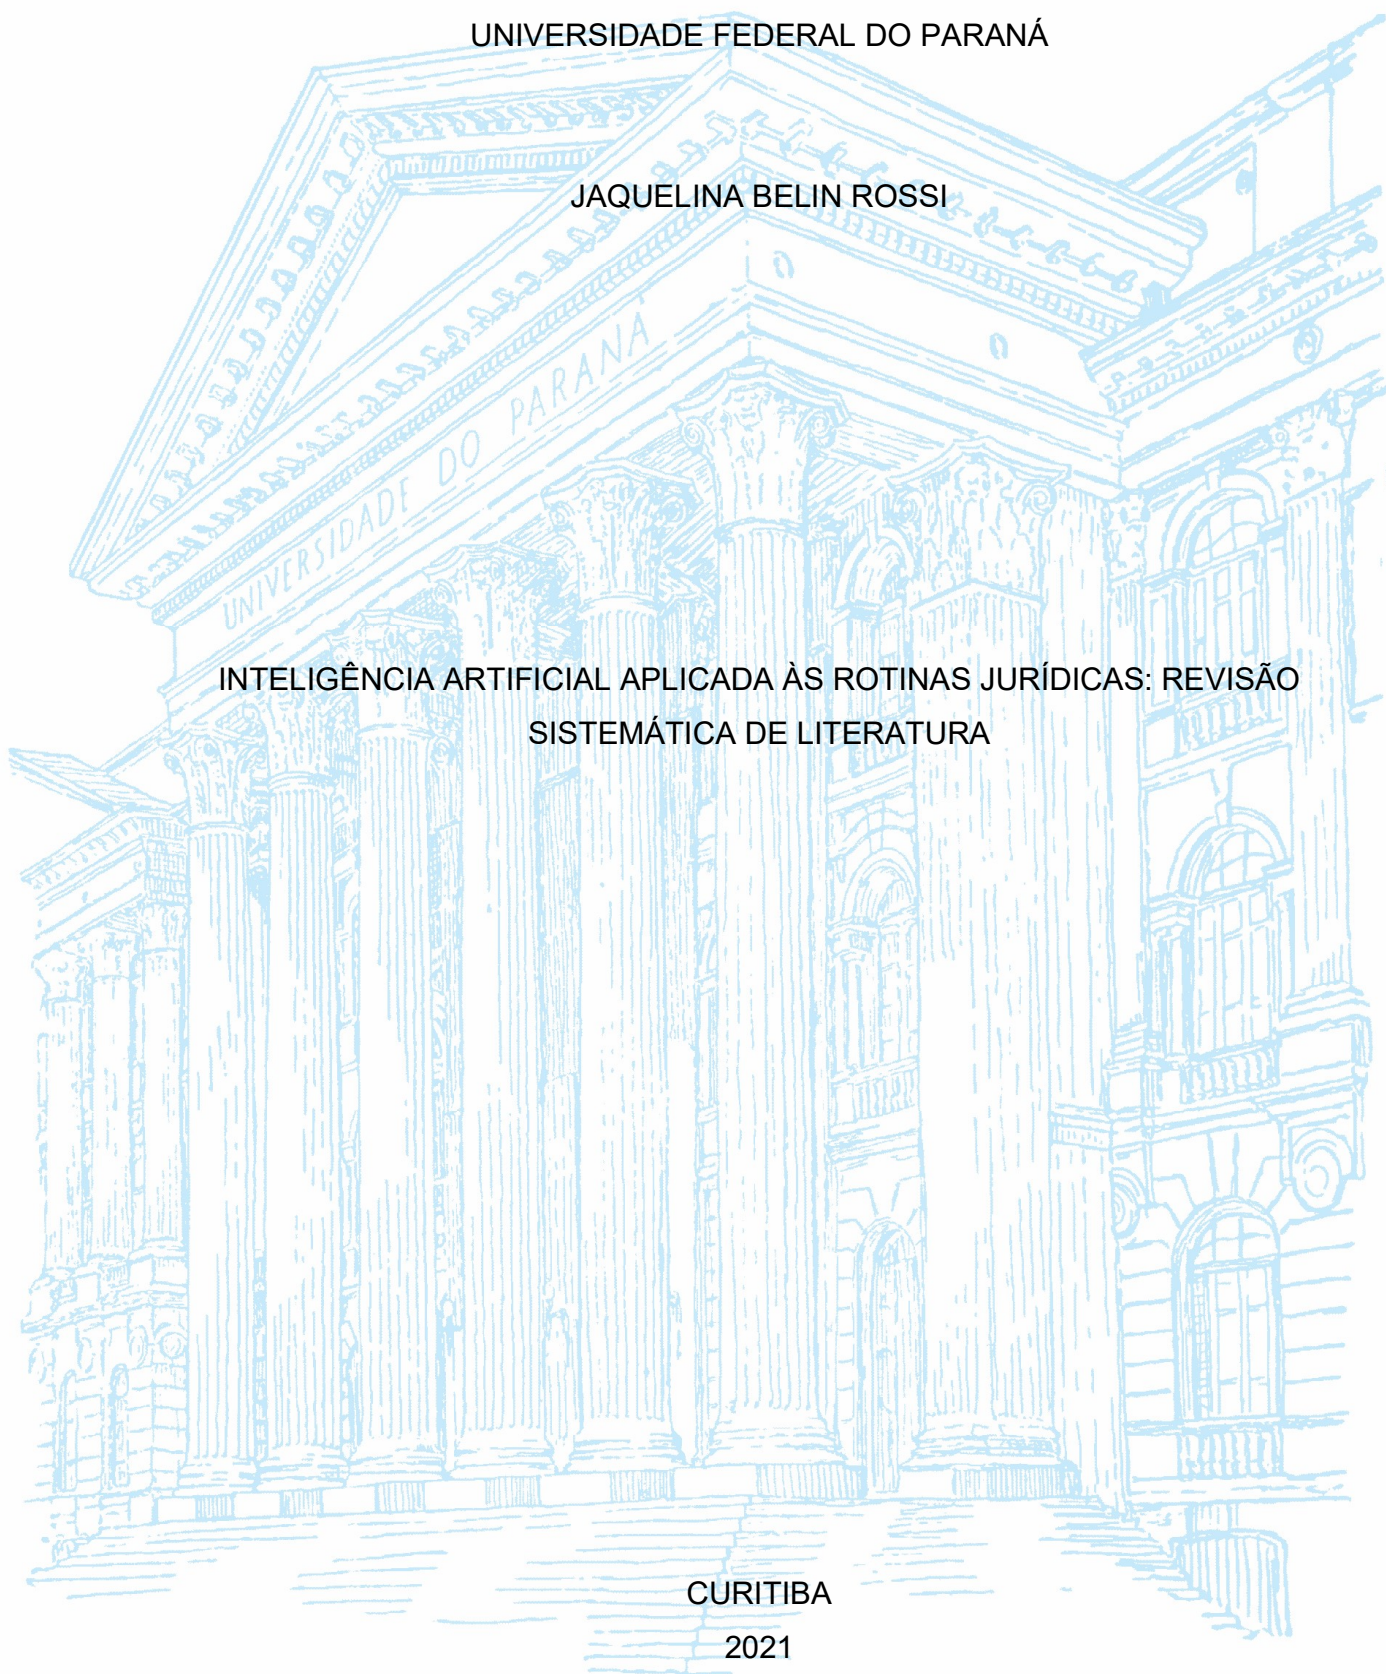 UNIVERSIDADE FEDERAL DO PARANÁ
JAQUELINA BELIN ROSSI
UNIVERSIDADE DO PARANÁ
INTELIGÊNCIA ARTIFICIAL APLICADA ÀS ROTINAS JURÍDICAS: REVISÃO
SISTEMÁTICA DE LITERATURA
CURITIBA
2021